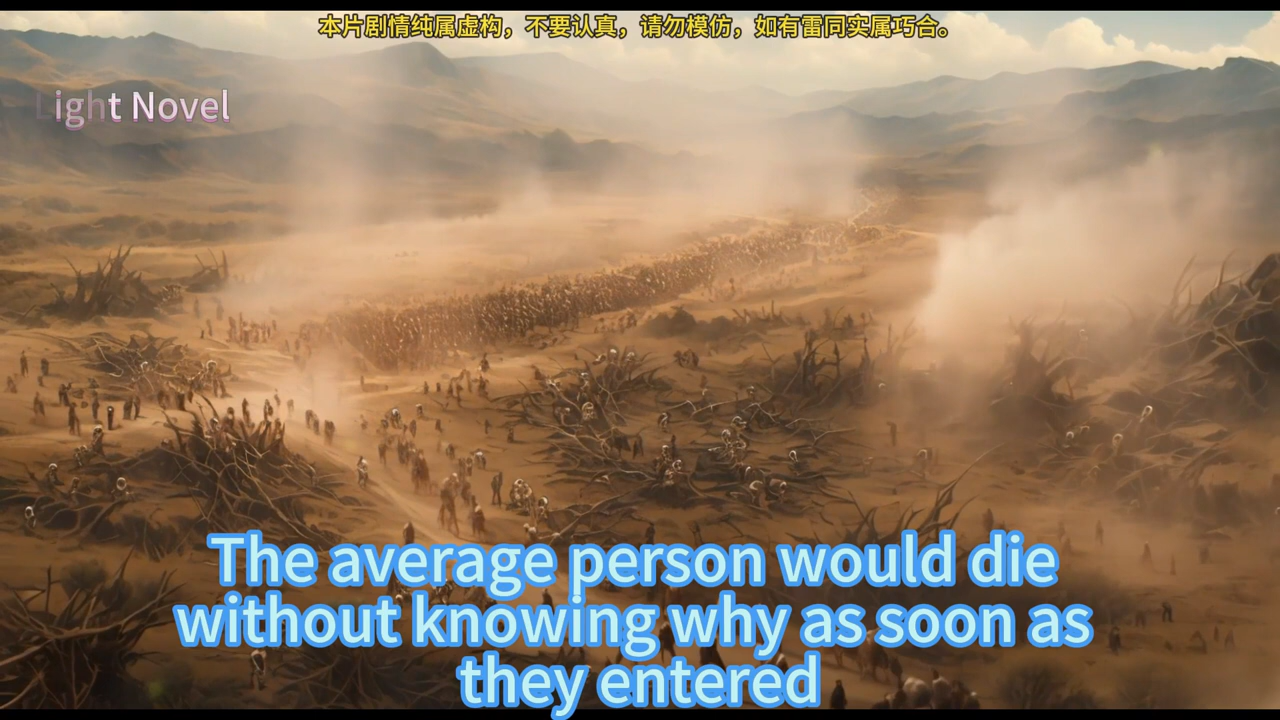 本片剧情纯属虚构，不要认真，请勿模仿，如有雷同实属巧合。
Light Novel
The average person would die
without knowing why as soon as
they entered